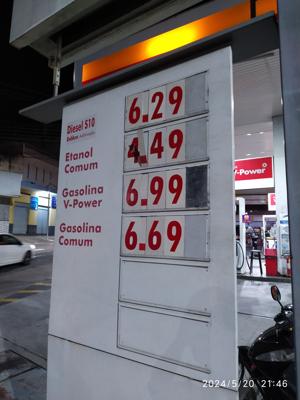 Diesel S10
6.29
Etanol
Comum
4.49
Gasolina
V-Power
6.99
Gasolina
Comum
6.69
V-Power
2024/5/20 21:46